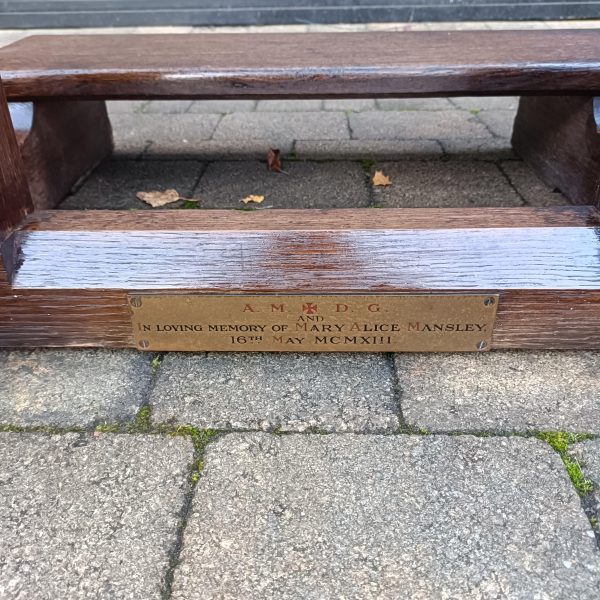 A. M. ✠ D. G.
AND
IN LOVING MEMORY OF MARY ALICE MANSLEY,
16TH MAY MCMXIII